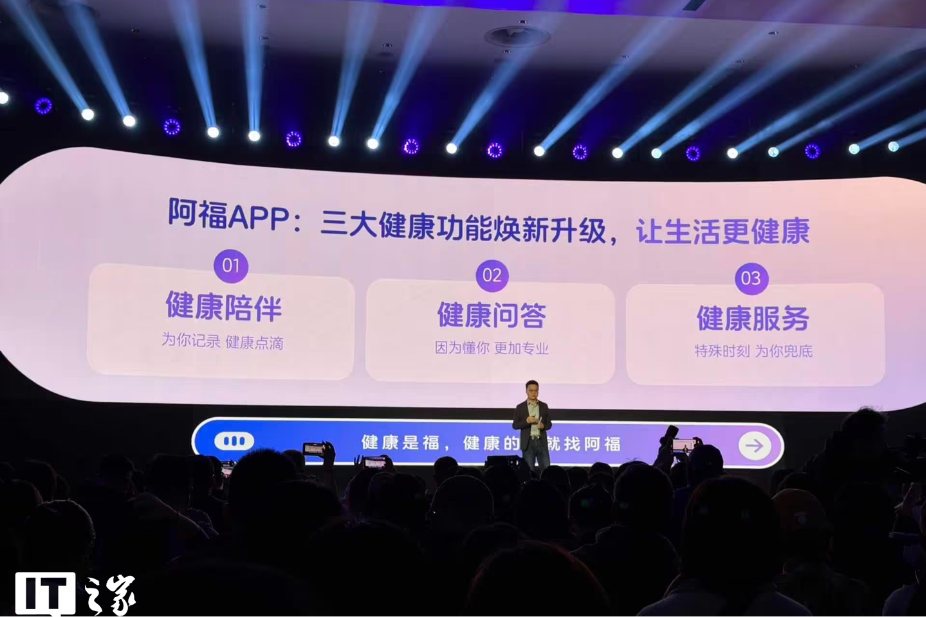 阿福APP：三大健康功能焕新升级，让生活更健康
01
健康陪伴
为你记录 健康点滴
02
健康问答
因为懂你 更加专业
03
健康服务
特殊时刻 为你兜底
健康是福，健康的 就找阿福
IT之家